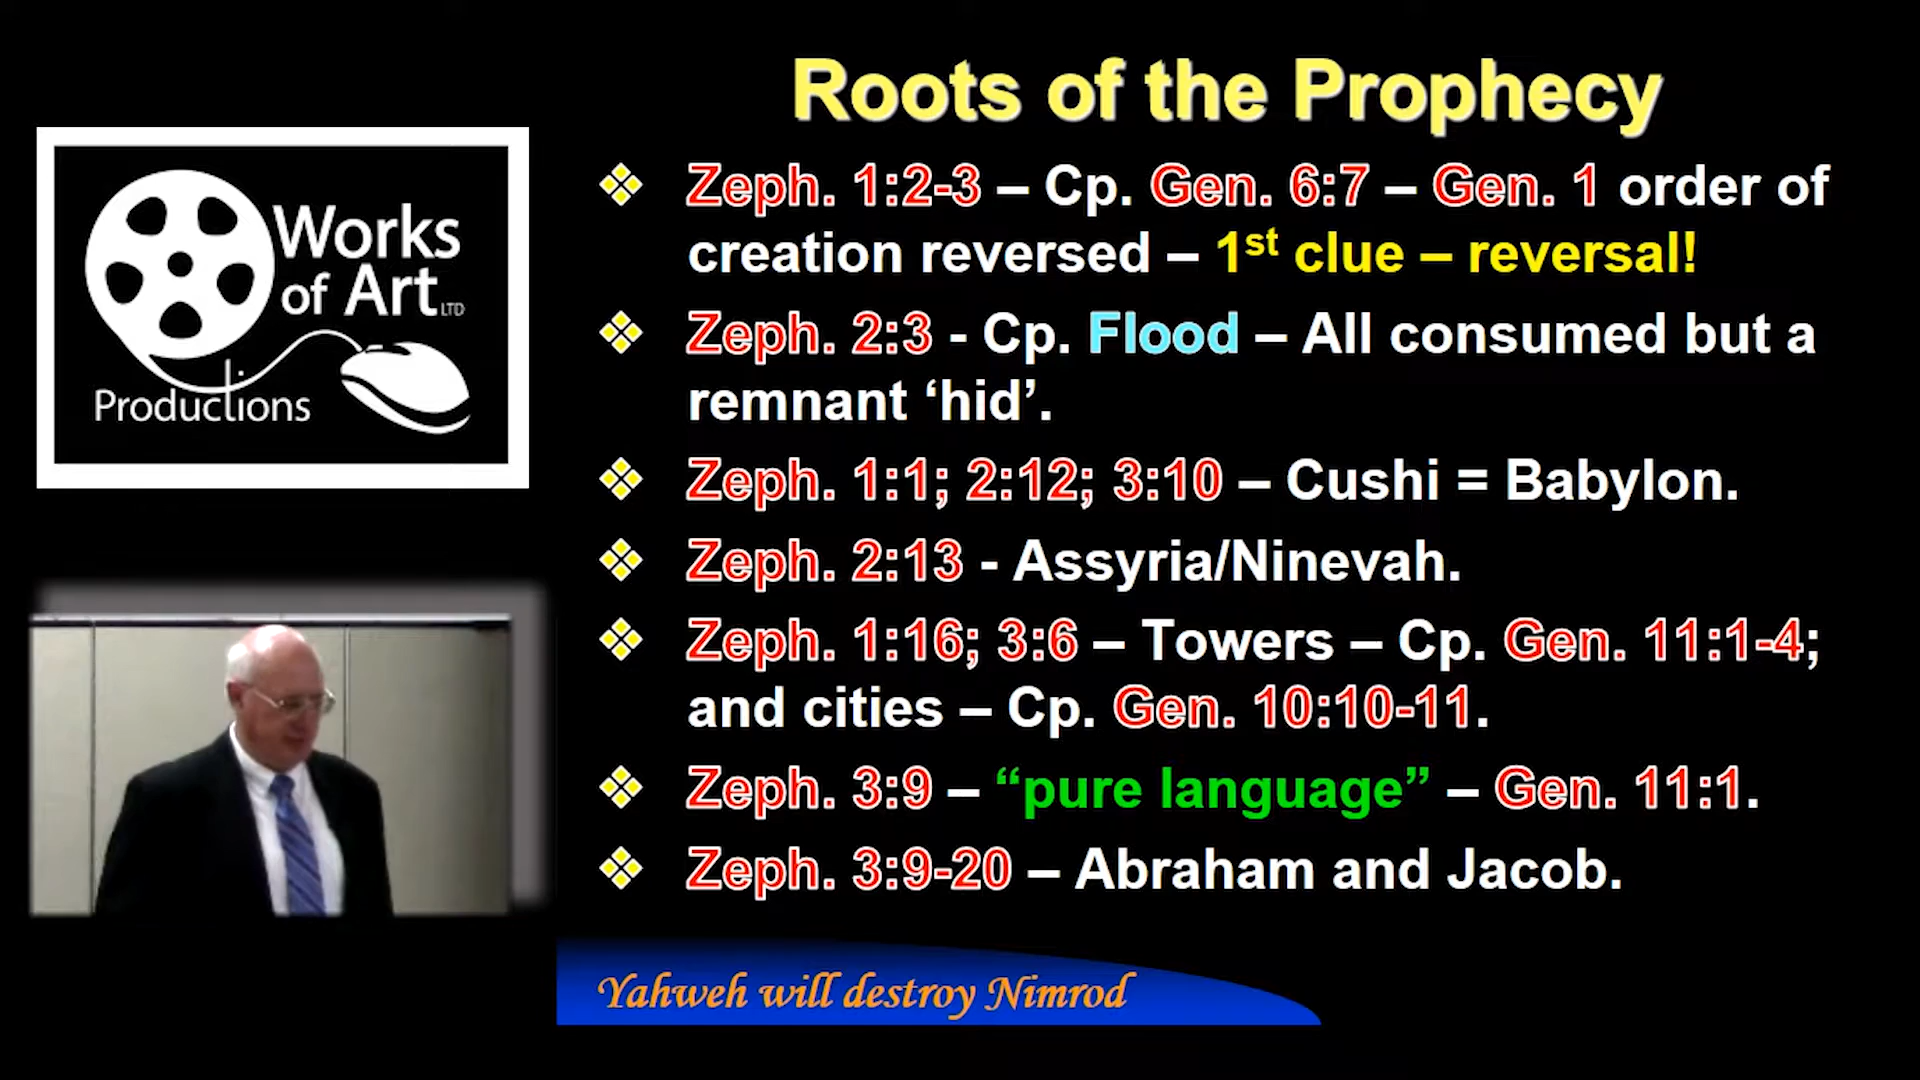 Works
of Art LTD
Productions
Roots of the Prophecy
Zeph. 1:2-3 – Cp. Gen. 6:7 – Gen. 1 order of
creation reversed – 1st clue – reversal!
Zeph. 2:3 - Cp. Flood – All consumed but a
remnant ‘hid’.
Zeph. 1:1; 2:12; 3:10 – Cushi = Babylon.
Zeph. 2:13 - Assyria/Ninevah.
Zeph. 1:16; 3:6 – Towers – Cp. Gen. 11:1-4;
and cities – Cp. Gen. 10:10-11.
Zeph. 3:9 – “pure language” – Gen. 11:1.
Zeph. 3:9-20 – Abraham and Jacob.
Yahweh will destroy Nimrod